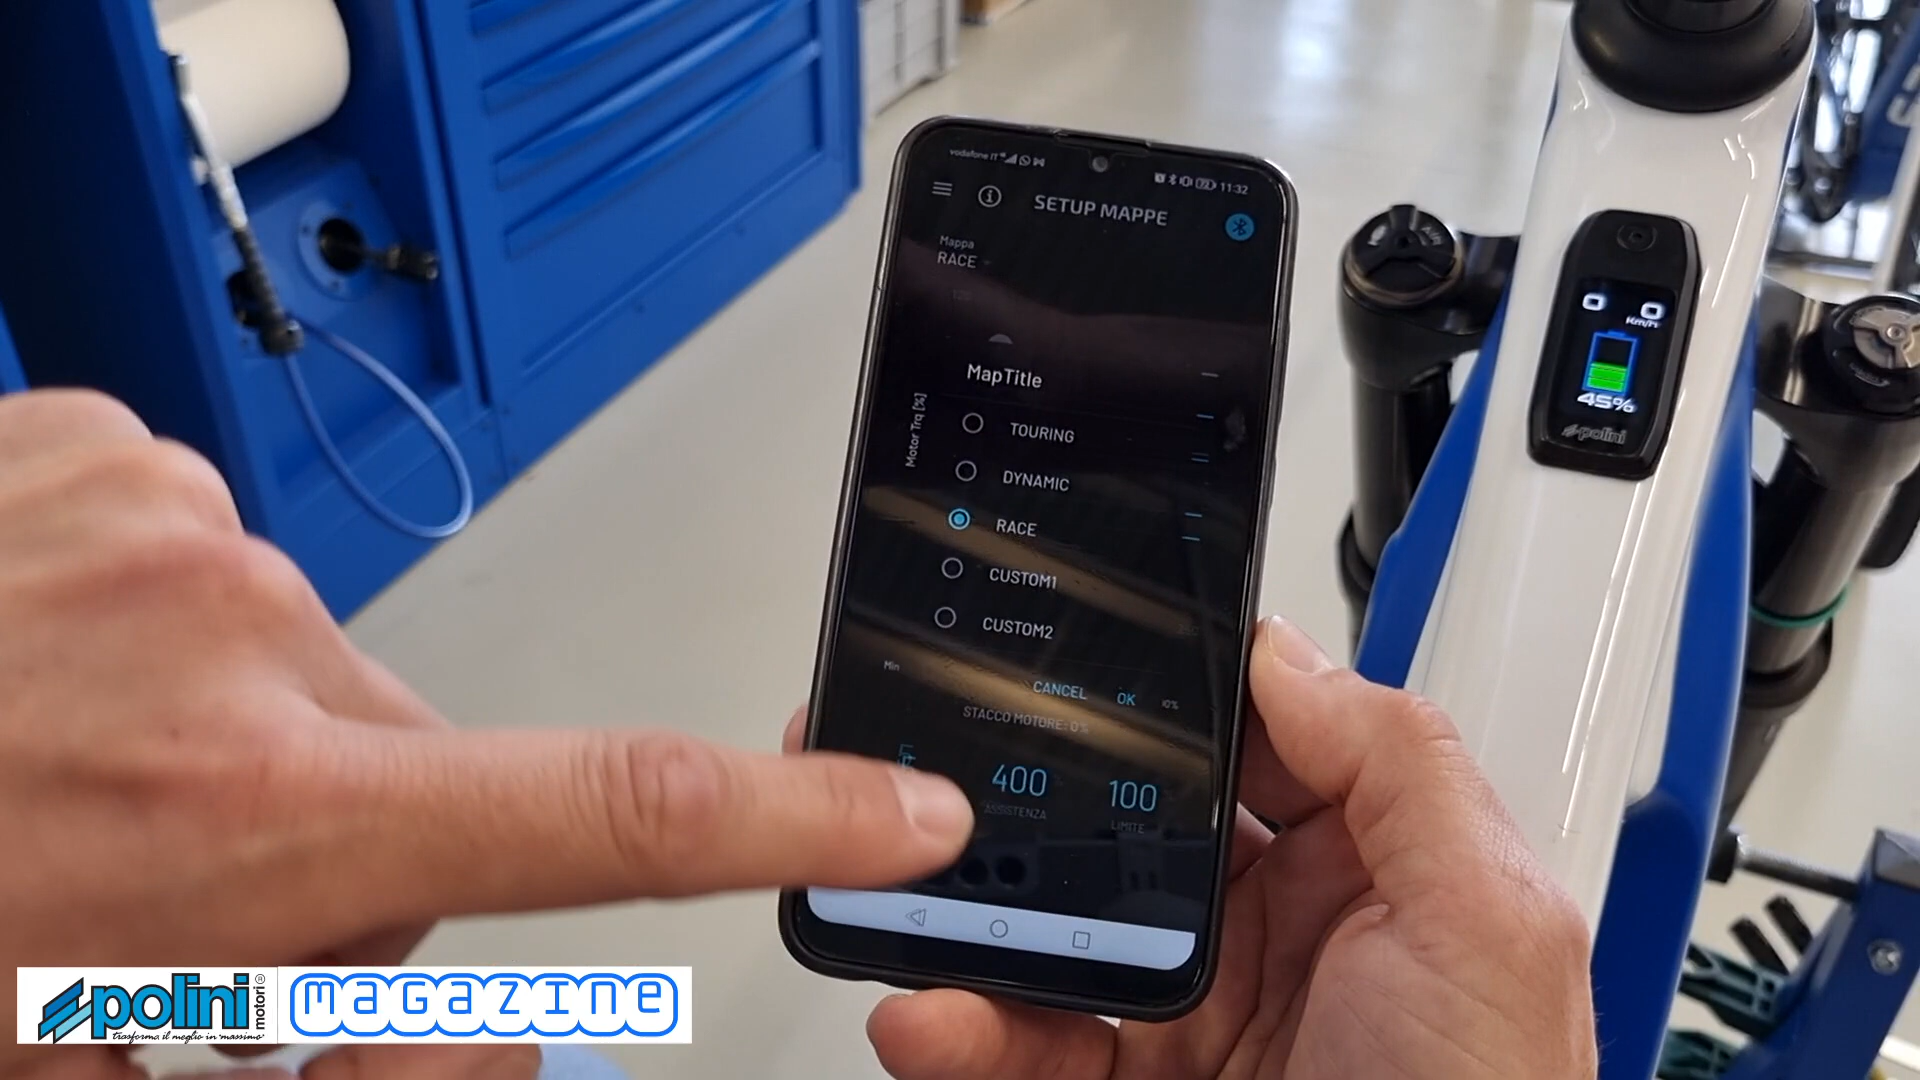 vodafone IT
11:32
SETUP MAPPE
Mappa
RACE
MapTitle
Motor Trq [%]
TOURING
DYNAMIC
RACE
CUSTOM1
CUSTOM2
Min
CANCEL OK
STACCO MOTORE: 0%
400 100
ASSISTENZA LIMITE
0 0
Km/h
45%
polini
polini motori®
trasforma il meglio in massimo
magazine